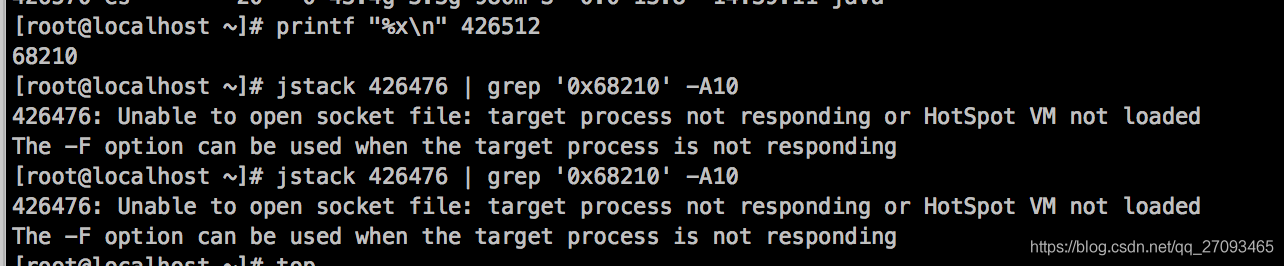 [root@localhost ~]# printf "%x\n" 426512
68210
[root@localhost ~]# jstack 426476 | grep '0x68210' -A10
426476: Unable to open socket file: target process not responding or HotSpot VM not loaded
The -F option can be used when the target process is not responding
[root@localhost ~]# jstack 426476 | grep '0x68210' -A10
426476: Unable to open socket file: target process not responding or HotSpot VM not loaded
The -F option can be used when the target process is not responding
https://blog.csdn.net/qq_27093465
[root@localhost ~]# top